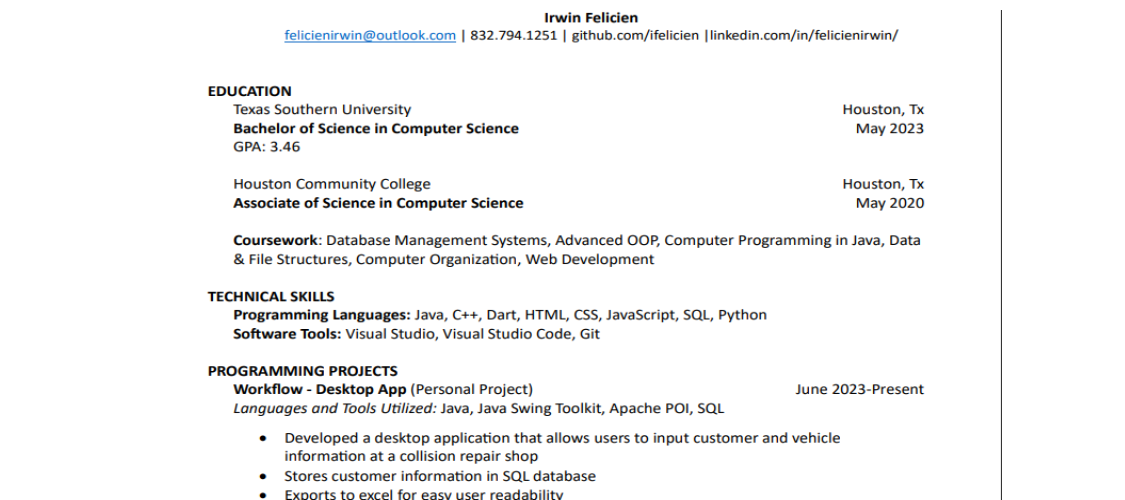 Irwin Felicien
felicienirwin@outlook.com | 832.794.1251 | github.com/ifelicien |linkedin.com/in/felicienirwin/
EDUCATION
Texas Southern University Houston, Tx
Bachelor of Science in Computer Science May 2023
GPA: 3.46
Houston Community College Houston, Tx
Associate of Science in Computer Science May 2020
Coursework: Database Management Systems, Advanced OOP, Computer Programming in Java, Data
& File Structures, Computer Organization, Web Development
TECHNICAL SKILLS
Programming Languages: Java, C++, Dart, HTML, CSS, JavaScript, SQL, Python
Software Tools: Visual Studio, Visual Studio Code, Git
PROGRAMMING PROJECTS
Workflow - Desktop App (Personal Project) June 2023-Present
Languages and Tools Utilized: Java, Java Swing Toolkit, Apache POI, SQL
• Developed a desktop application that allows users to input customer and vehicle
information at a collision repair shop
• Stores customer information in SQL database
• Exports to excel for easy user readability